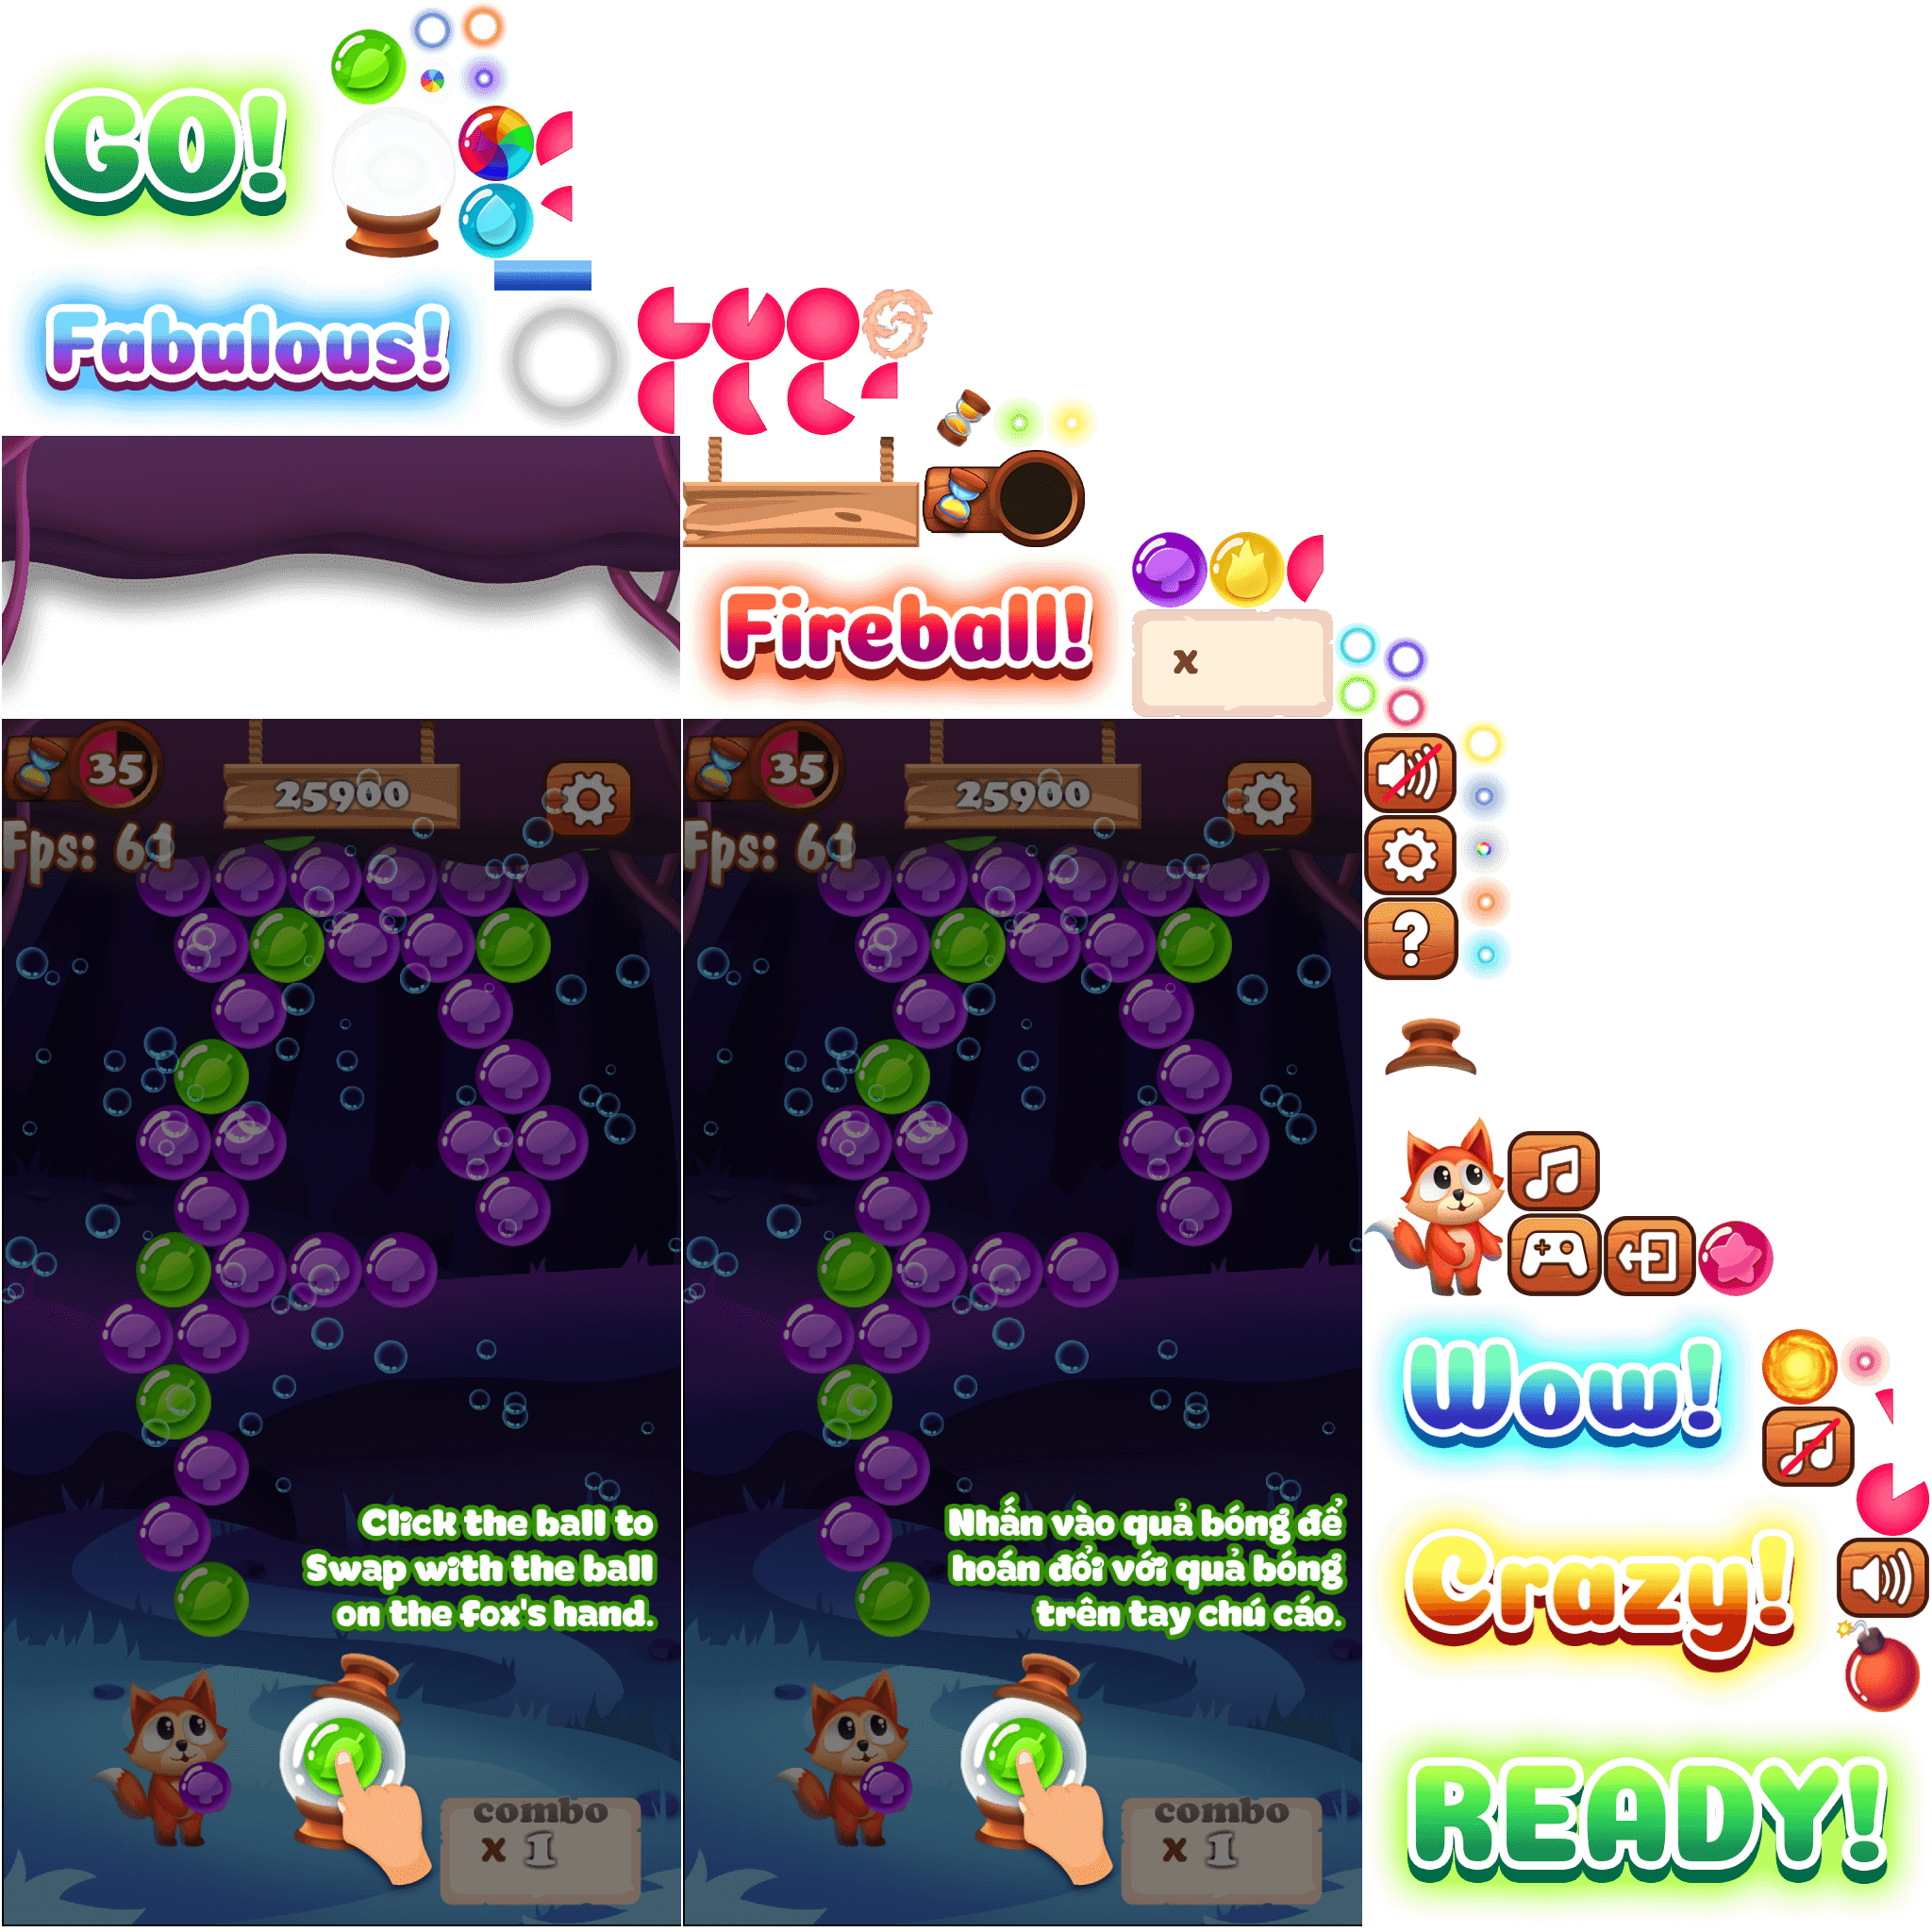 GO!
Fabulous!
Fireball!
x
35
25900
Fps: 61
Click the ball to
Swap with the ball
on the fox's hand.
combo
x 1
35
25900
Fps: 61
Nhấn vào quả bóng để
hoán đổi với quả bóng
trên tay chú cáo.
combo
x 1
?
Wow!
Crazy!
READY!